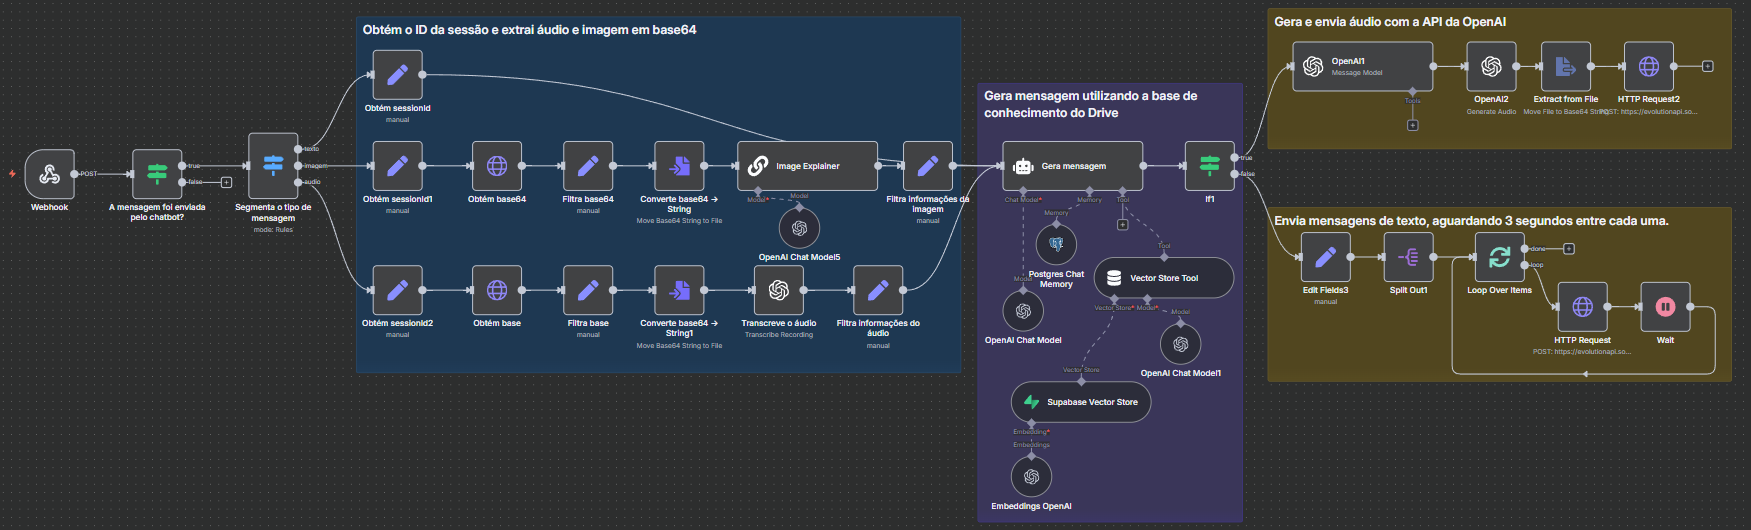 Webhook
POST
A mensagem foi enviada
pelo chatbot?
true
false
Segmenta o tipo de
mensagem
mode: Rules
texto
imagem
audio
Obtém o ID da sessão e extrai áudio e imagem em base64
Obtém sessionId
manual
Obtém sessionId1
manual
Obtém base64
Filtra base64
manual
Converte base64 →
String
Move Base64 String to File
Image Explainer
Model*
Model
OpenAI Chat Model5
Filtra informações da
imagem
manual
Obtém sessionId2
manual
Obtém base
Filtra base
manual
Converte base64 →
String1
Move Base64 String to File
Transcreve o áudio
Transcribe Recording
Filtra informações do
áudio
manual
Gera mensagem utilizando a base de
conhecimento do Drive
Gera mensagem
Chat Model*
Memory
Tool
Memory
Postgres Chat
Memory
Model
OpenAI Chat Model
Tool
Vector Store Tool
Vector Store*
Model*
Model
OpenAI Chat Model1
Vector Store
Supabase Vector Store
Embedding*
Embeddings
Embeddings OpenAI
If1
true
false
Gera e envia áudio com a API da OpenAI
OpenAI1
Message Model
Tools
OpenAI2
Generate Audio
Extract from File
Move File to Base64 String
HTTP Request2
POST: https://evolutionapi.so...
Envia mensagens de texto, aguardando 3 segundos entre cada uma.
Edit Fields3
manual
Split Out1
Loop Over Items
done
loop
HTTP Request
POST: https://evolutionapi.so...
Wait